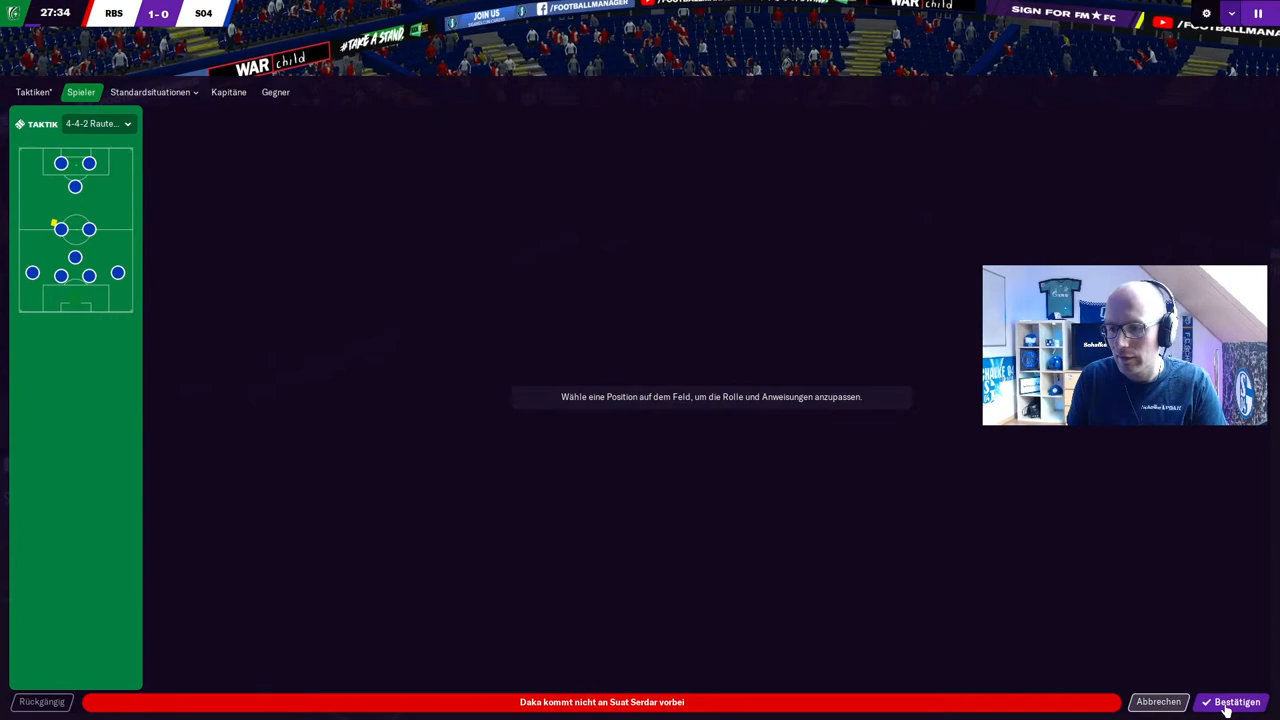 27:34 RBS 1-0 S04
JOIN US
/FOOTBALLMANAGER
SIGN FOR FM★FC
/FOOTBALLMANA
#TAKE A STAND.
WAR child
child
Taktiken* Spieler Standardsituationen Kapitäne Gegner
TAKTIK 4-4-2 Raute...
Wähle eine Position auf dem Feld, um die Rolle und Anweisungen anzupassen.
Rückgängig
Daka kommt nicht an Suat Serdar vorbei
Abbrechen
Bestätigen